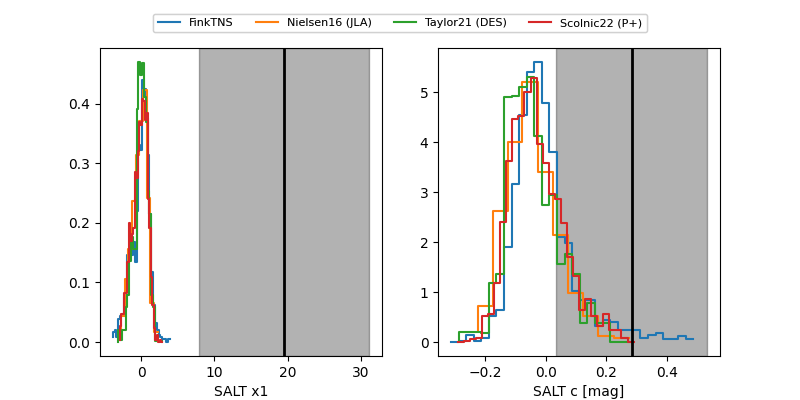 FinkTNS Nielsen16 (JLA) Taylor21 (DES) Scolnic22 (P+)
0.4
0.3
0.2
0.1
0.0
0 10 20 30
SALT x1
5
4
3
2
1
0
−0.2 0.0 0.2 0.4
SALT c [mag]